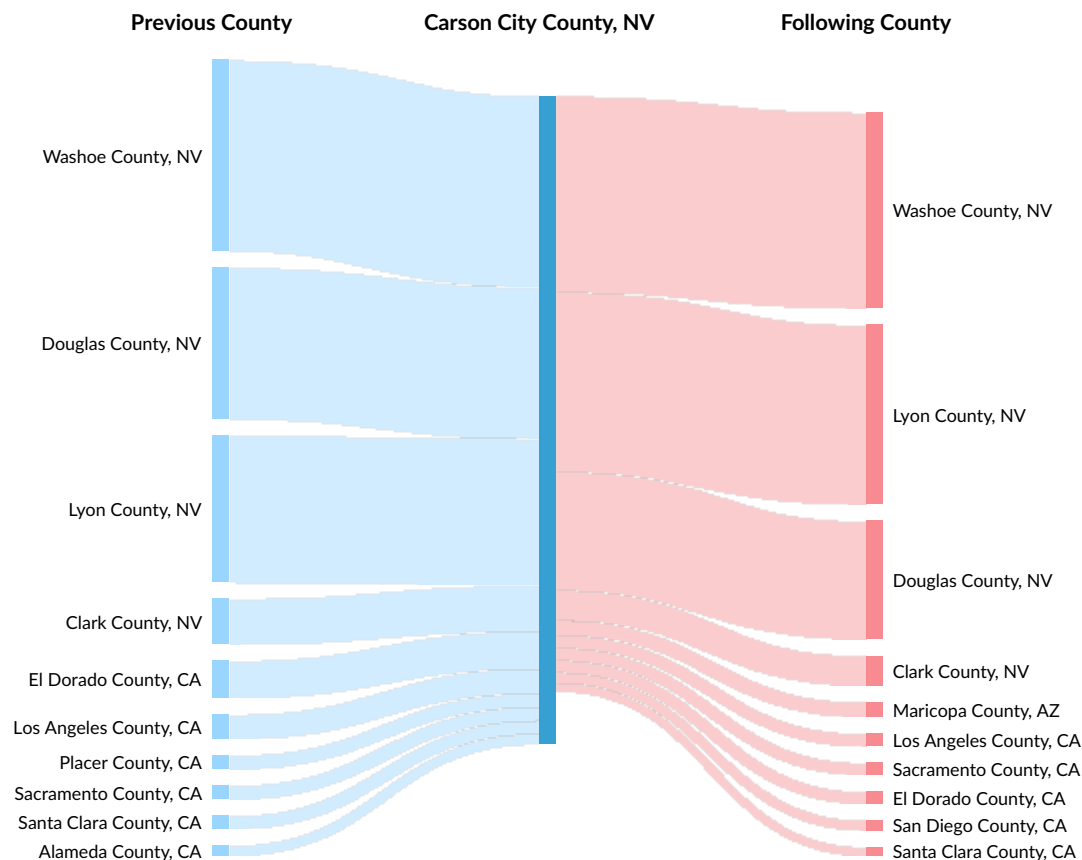 Previous County
Carson City County, NV
Following County
Washoe County, NV
Douglas County, NV
Lyon County, NV
Clark County, NV
El Dorado County, CA
Los Angeles County, CA
Placer County, CA
Sacramento County, CA
Santa Clara County, CA
Alameda County, CA
Washoe County, NV
Lyon County, NV
Douglas County, NV
Clark County, NV
Maricopa County, AZ
Los Angeles County, CA
Sacramento County, CA
El Dorado County, CA
San Diego County, CA
Santa Clara County, CA